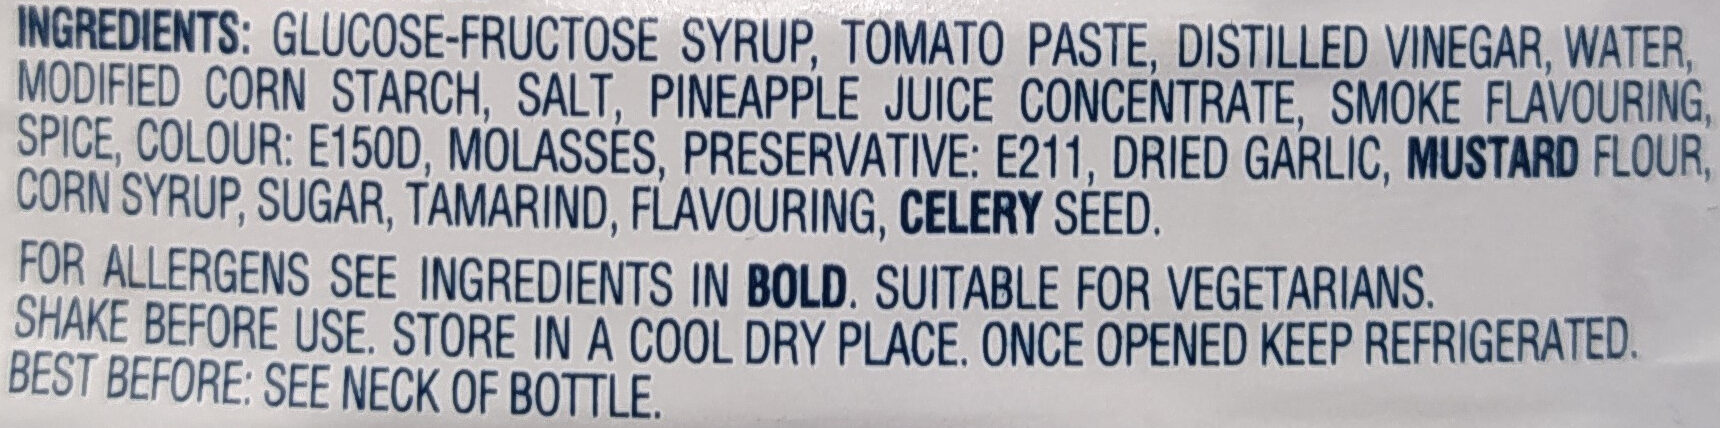 INGREDIENTS: GLUCOSE-FRUCTOSE SYRUP, TOMATO PASTE, DISTILLED VINEGAR, WATER,
MODIFIED CORN STARCH, SALT, PINEAPPLE JUICE CONCENTRATE, SMOKE FLAVOURING,
SPICE, COLOUR: E150D, MOLASSES, PRESERVATIVE: E211, DRIED GARLIC, MUSTARD FLOUR,
CORN SYRUP, SUGAR, TAMARIND, FLAVOURING, CELERY SEED.
FOR ALLERGENS SEE INGREDIENTS IN BOLD. SUITABLE FOR VEGETARIANS.
SHAKE BEFORE USE. STORE IN A COOL DRY PLACE. ONCE OPENED KEEP REFRIGERATED.
BEST BEFORE: SEE NECK OF BOTTLE.